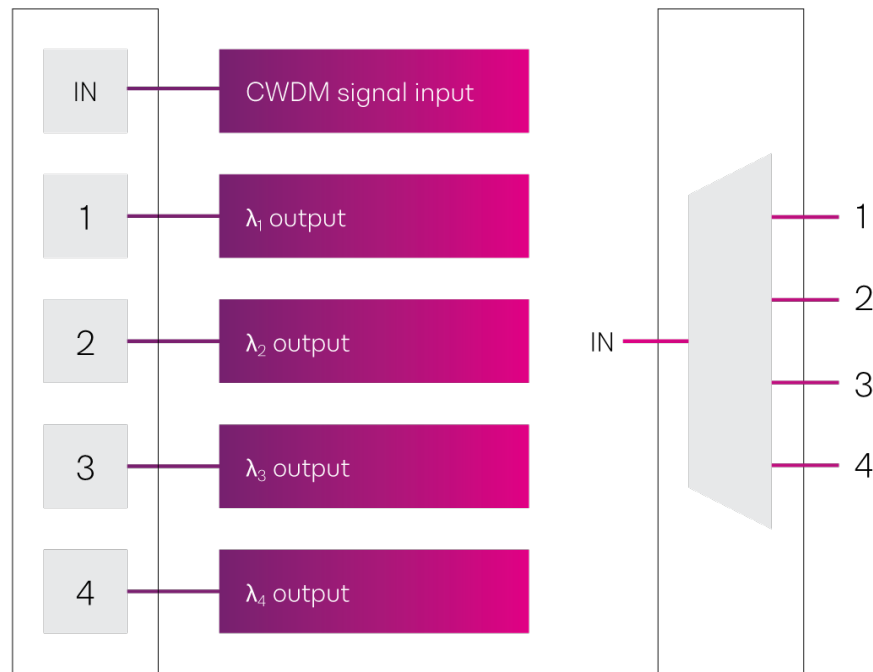 IN
CWDM signal input
1
λ₁ output
2
λ₂ output
3
λ₃ output
4
λ₄ output
IN
1
2
3
4